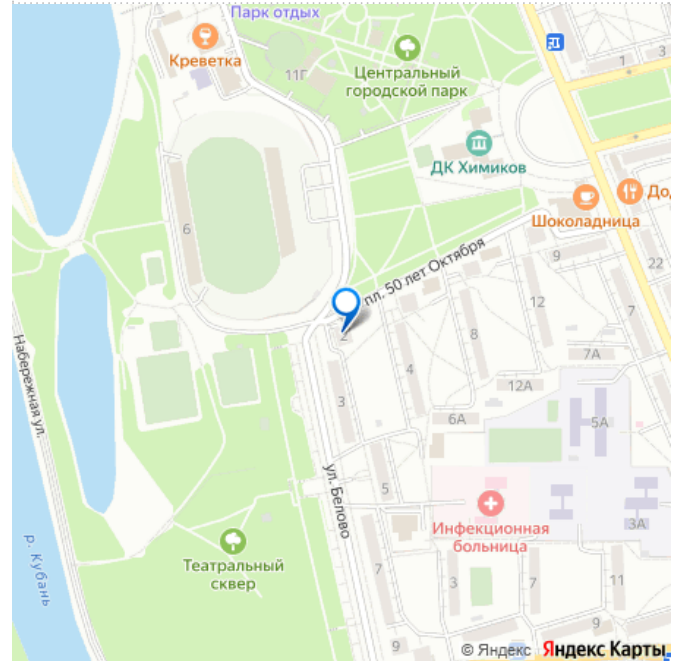 Парк отдых
Креветка
11Г
Центральный
городской парк
1
3
ДК Химиков
До
Шоколадница
6
пл. 50 лет Октября
9
22
12
7
2
8
7А
4
12А
3
6А
5А
Набережная ул.
ул. Белово
5
Инфекционная
больница
3А
р. Кубань
Театральный
сквер
7
3
7
11
9
9
© Яндекс Яндекс Карты